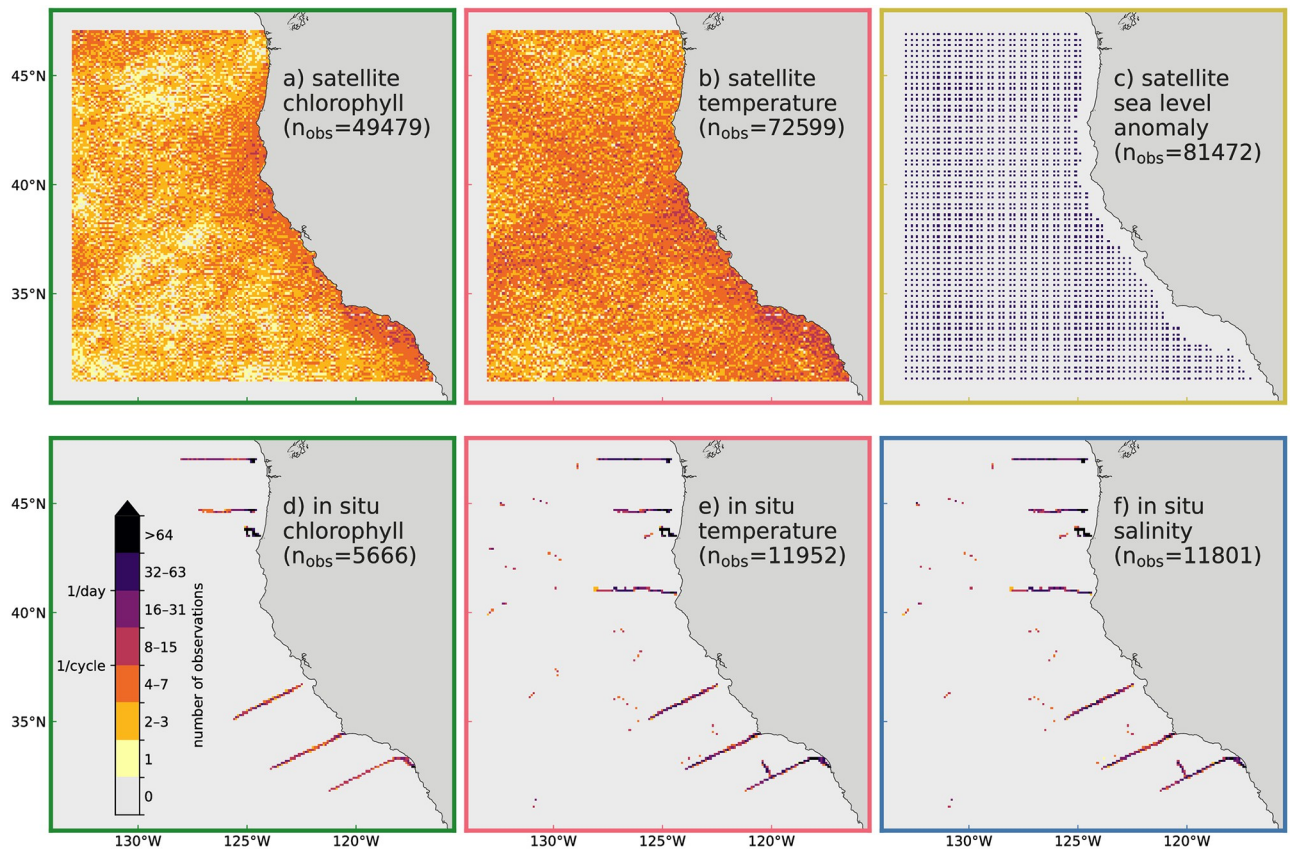 45°N
40°N
35°N
a) satellite
chlorophyll
(nobs=49479)
b) satellite
temperature
(nobs=72599)
c) satellite
sea level
anomaly
(nobs=81472)
45°N
40°N
35°N
d) in situ
chlorophyll
(nobs=5666)
>64
32–63
16–31
8–15
4–7
2–3
1
0
1/day
1/cycle
number of observations
e) in situ
temperature
(nobs=11952)
f) in situ
salinity
(nobs=11801)
130°W 125°W 120°W
130°W 125°W 120°W
130°W 125°W 120°W